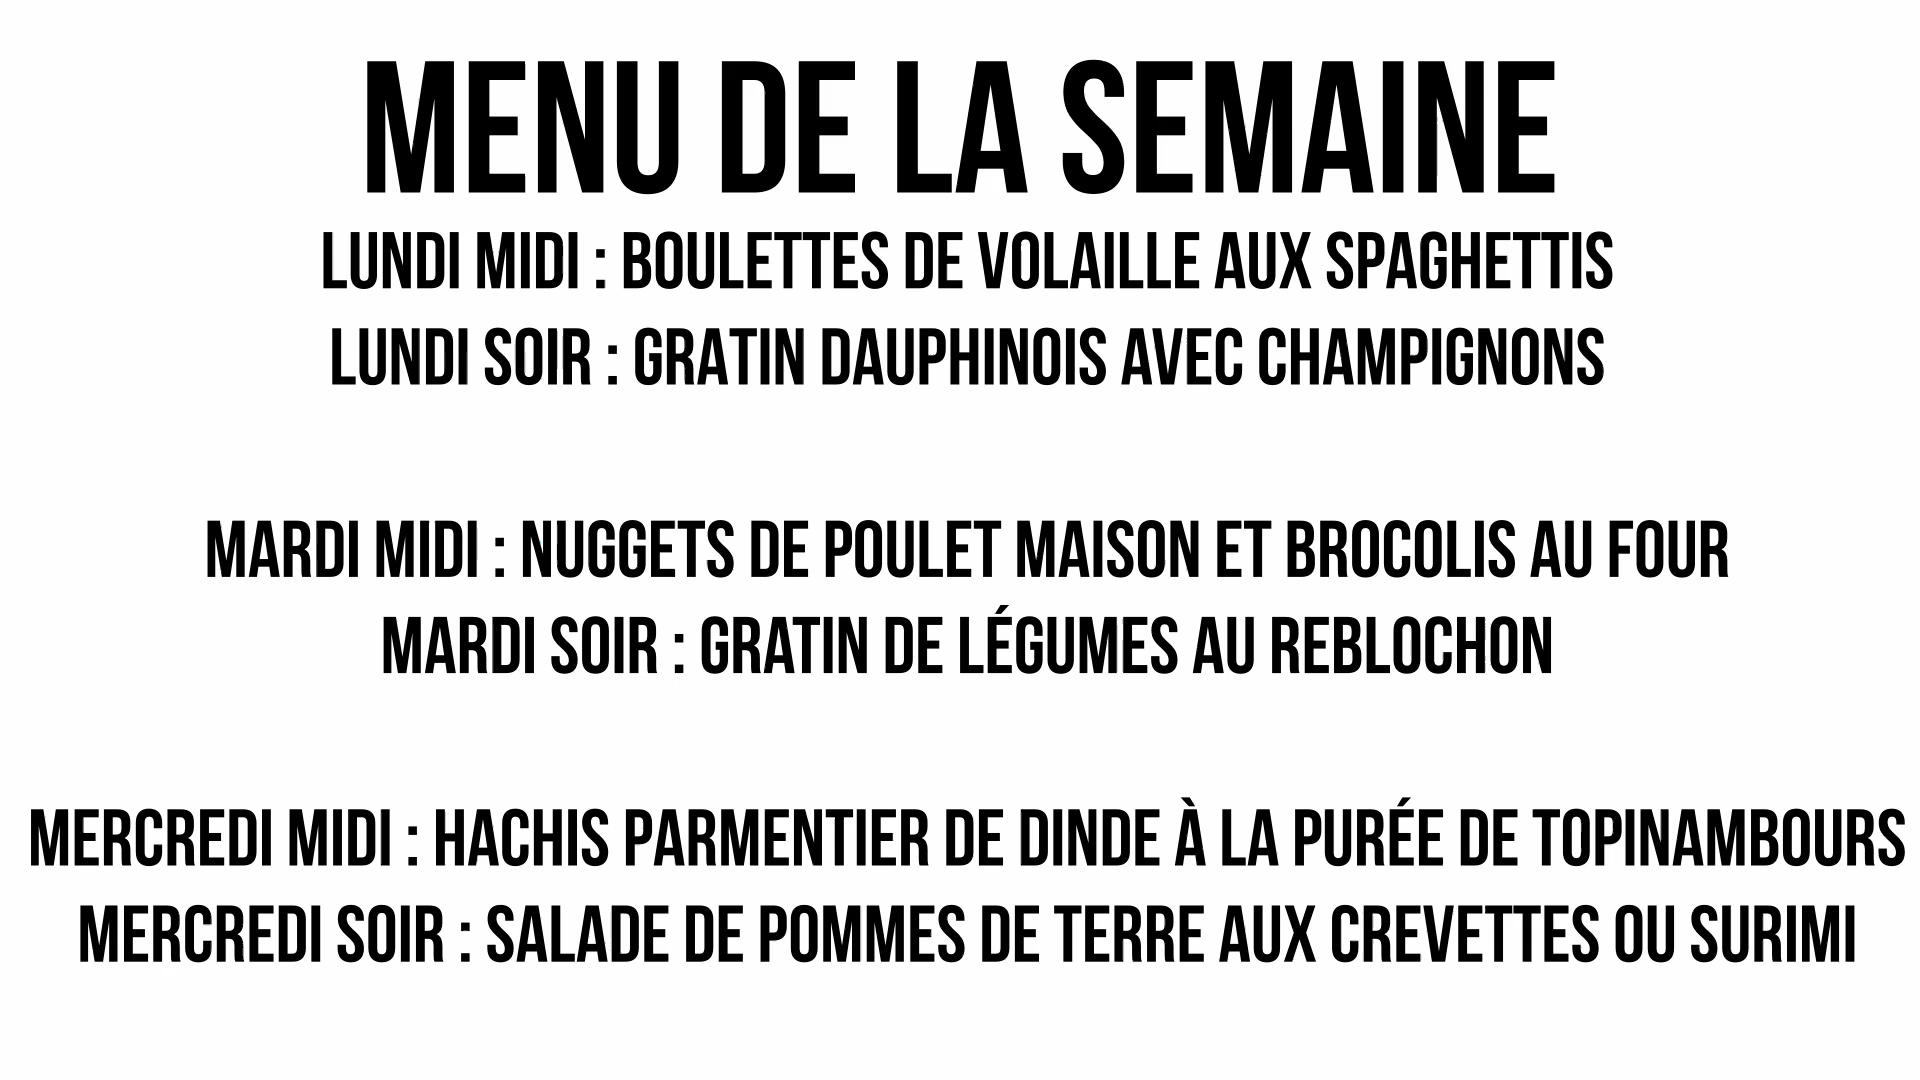 MENU DE LA SEMAINE
LUNDI MIDI : BOULETTES DE VOLAILLE AUX SPAGHETTIS
LUNDI SOIR : GRATIN DAUPHINOIS AVEC CHAMPIGNONS
MARDI MIDI : NUGGETS DE POULET MAISON ET BROCOLIS AU FOUR
MARDI SOIR : GRATIN DE LÉGUMES AU REBLOCHON
MERCREDI MIDI : HACHIS PARMENTIER DE DINDE À LA PURÉE DE TOPINAMBOURS
MERCREDI SOIR : SALADE DE POMMES DE TERRE AUX CREVETTES OU SURIMI